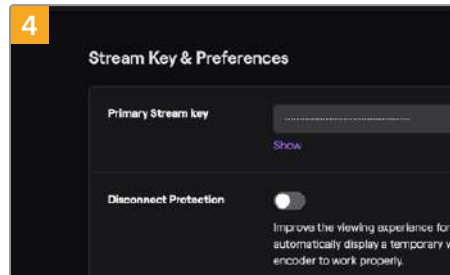 4
Stream Key & Preferences
Primary Stream key
Show
Disconnect Protection
Improve the viewing experience for
automatically display a temporary
encoder to work properly.